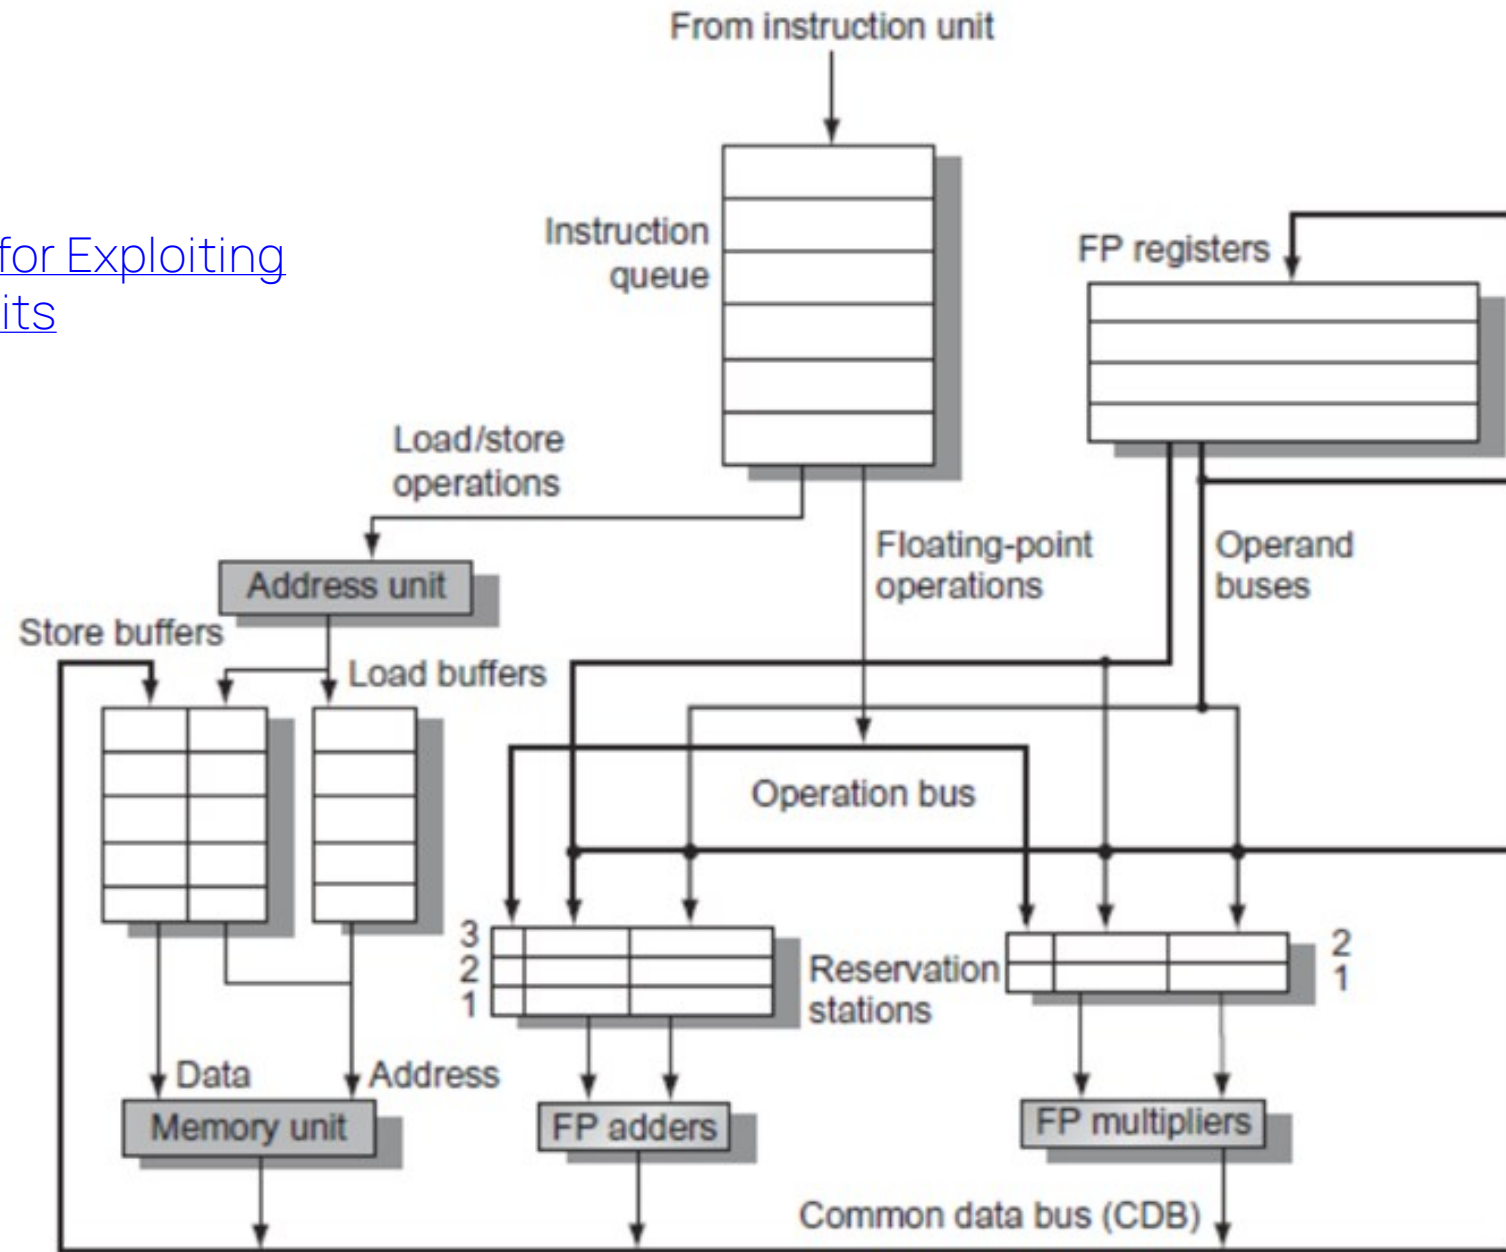 From instruction unit
for Exploiting
its
Instruction
queue
FP registers
Load/store
operations
Floating-point
operations
Operand
buses
Address unit
Store buffers
Load buffers
Operation bus
3
2
1
Reservation
stations
2
1
Data
Address
Memory unit
FP adders
FP multipliers
Common data bus (CDB)